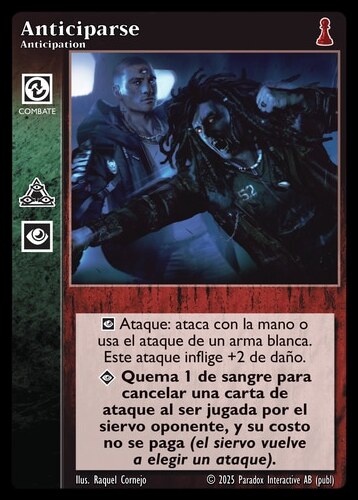 Anticiparse
Anticipation
COMBATE
52
Ataque: ataca con la mano o
usa el ataque de un arma blanca.
Este ataque inflige +2 de daño.
Quema 1 de sangre para
cancelar una carta de
ataque al ser jugada por el
siervo oponente, y su costo
no se paga (el siervo vuelve
a elegir un ataque).
Ilus. Raquel Cornejo
© 2025 Paradox Interactive AB (publ)